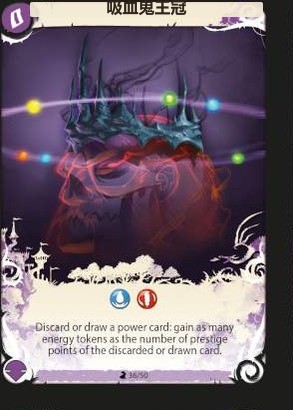 吸血鬼王冠
Discard or draw a power card: gain as many
energy tokens as the number of prestige
points of the discarded or drawn card.
36/50